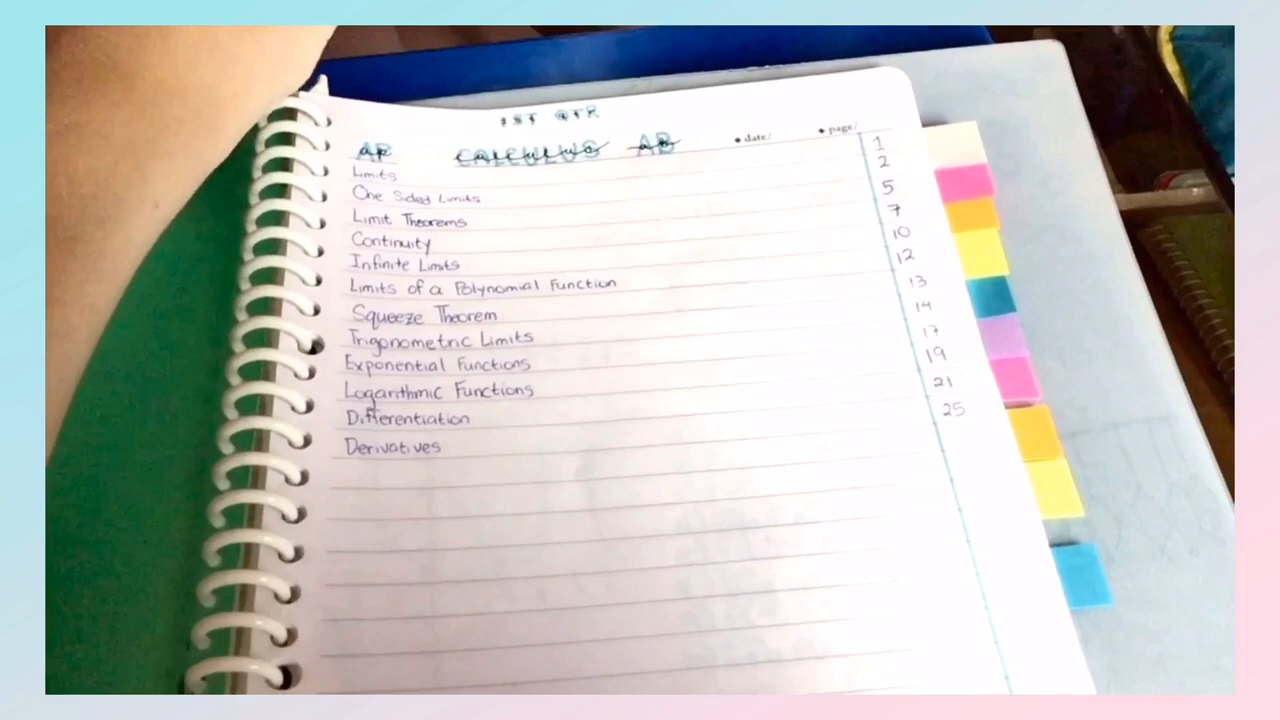 1ST QTR
AP CALCULUS AB
date/ page/
Limits 1
One Sided Limits 2
Limit Theorems 5
Continuity 7
Infinite Limits 10
Limits of a Polynomial Function 12
Squeeze Theorem 13
Trigonometric Limits 14
Exponential Functions 17
Logarithmic Functions 19
Differentiation 21
Derivatives 25